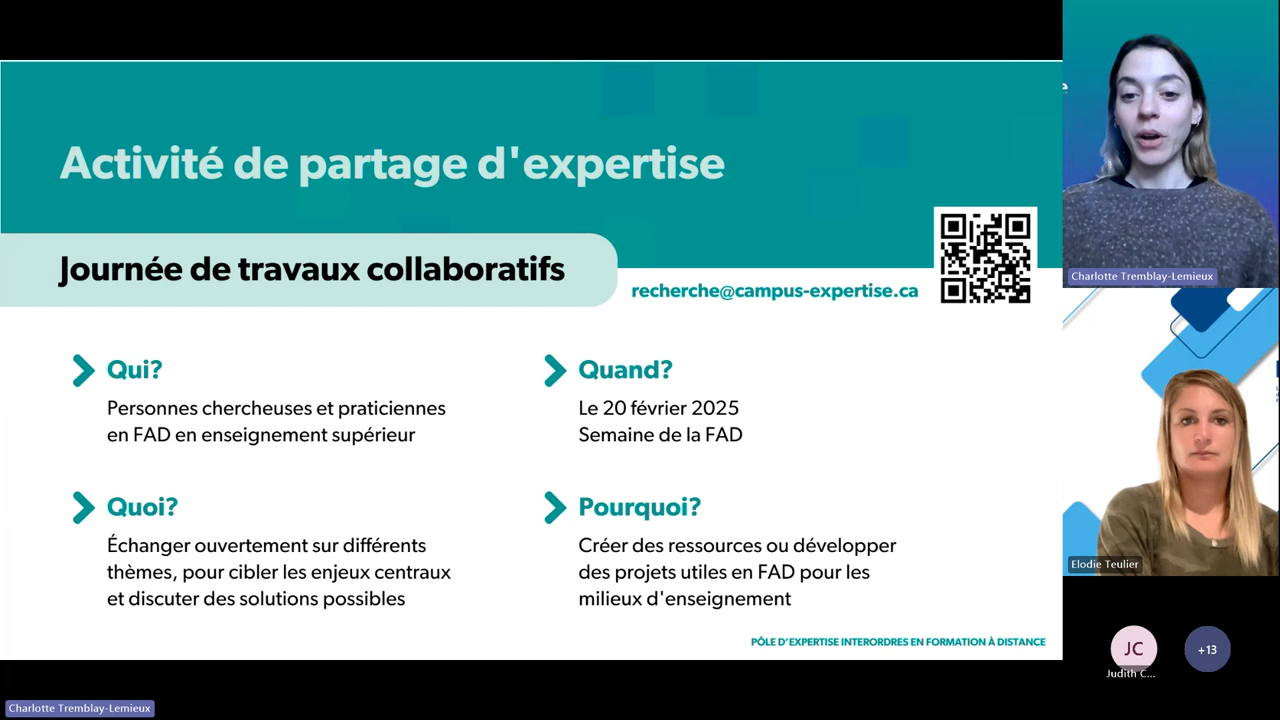 Activité de partage d'expertise
Journée de travaux collaboratifs
recherche@campus-expertise.ca
Qui?
Personnes chercheuses et praticiennes
en FAD en enseignement supérieur
Quand?
Le 20 février 2025
Semaine de la FAD
Quoi?
Échanger ouvertement sur différents
thèmes, pour cibler les enjeux centraux
et discuter des solutions possibles
Pourquoi?
Créer des ressources ou développer
des projets utiles en FAD pour les
milieux d'enseignement
PÔLE D'EXPERTISE INTERORDRES EN FORMATION À DISTANCE
Charlotte Tremblay-Lemieux
Elodie Teulier
JC
Judith C...
+13
Charlotte Tremblay-Lemieux